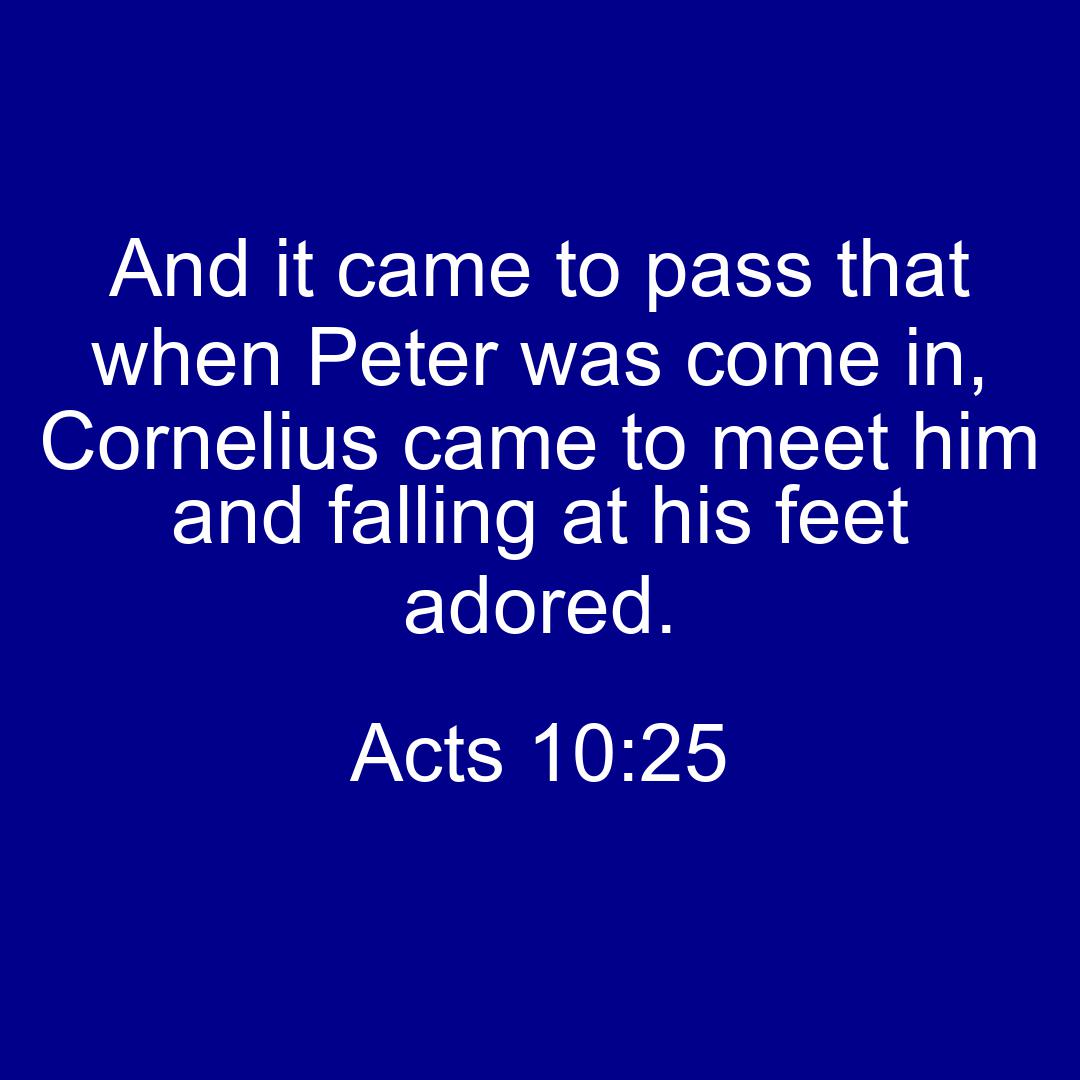 And it came to pass that
when Peter was come in,
Cornelius came to meet him
and falling at his feet
adored.
Acts 10:25